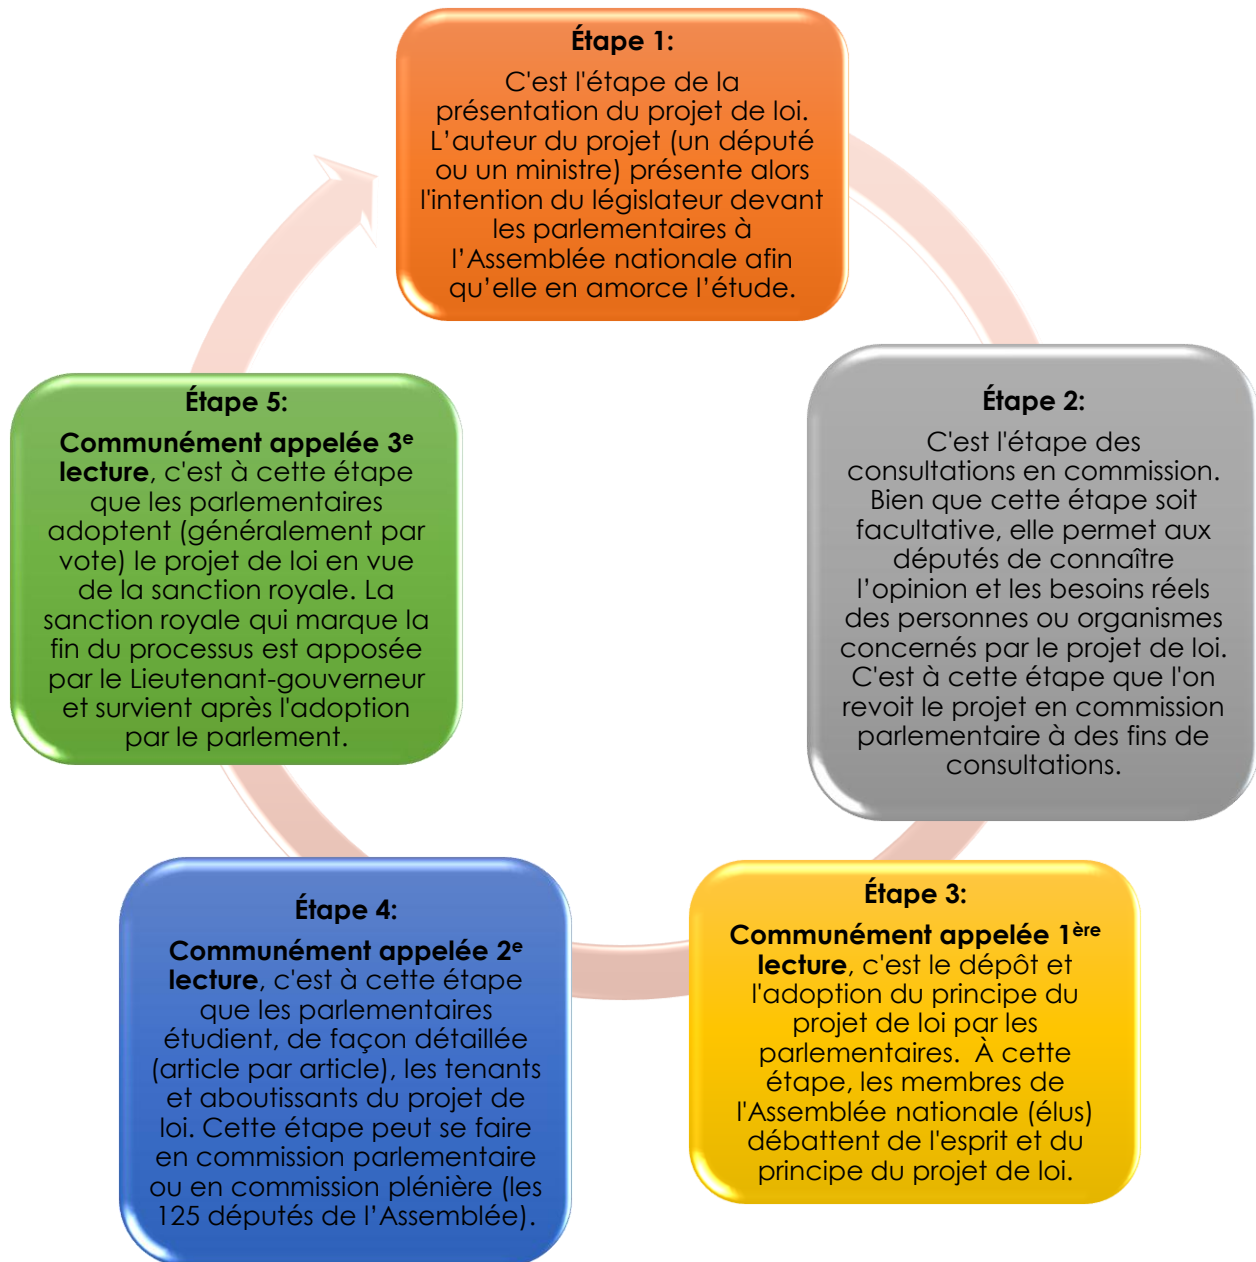 Étape 1:
C'est l'étape de la
présentation du projet de loi.
L’auteur du projet (un député
ou un ministre) présente alors
l'intention du législateur devant
les parlementaires à
l’Assemblée nationale afin
qu’elle en amorce l’étude.
Étape 2:
C'est l'étape des
consultations en commission.
Bien que cette étape soit
facultative, elle permet aux
députés de connaître
l’opinion et les besoins réels
des personnes ou organismes
concernés par le projet de loi.
C'est à cette étape que l'on
revoit le projet en commission
parlementaire à des fins de
consultations.
Étape 3:
Communément appelée 1ère
lecture, c'est le dépôt et
l'adoption du principe du
projet de loi par les
parlementaires. À cette
étape, les membres de
l'Assemblée nationale (élus)
débattent de l'esprit et du
principe du projet de loi.
Étape 4:
Communément appelée 2e
lecture, c'est à cette étape
que les parlementaires
étudient, de façon détaillée
(article par article), les tenants
et aboutissants du projet de
loi. Cette étape peut se faire
en commission parlementaire
ou en commission plénière (les
125 députés de l’Assemblée).
Étape 5:
Communément appelée 3e
lecture, c'est à cette étape
que les parlementaires
adoptent (généralement par
vote) le projet de loi en vue
de la sanction royale. La
sanction royale qui marque la
fin du processus est apposée
par le Lieutenant-gouverneur
et survient après l'adoption
par le parlement.